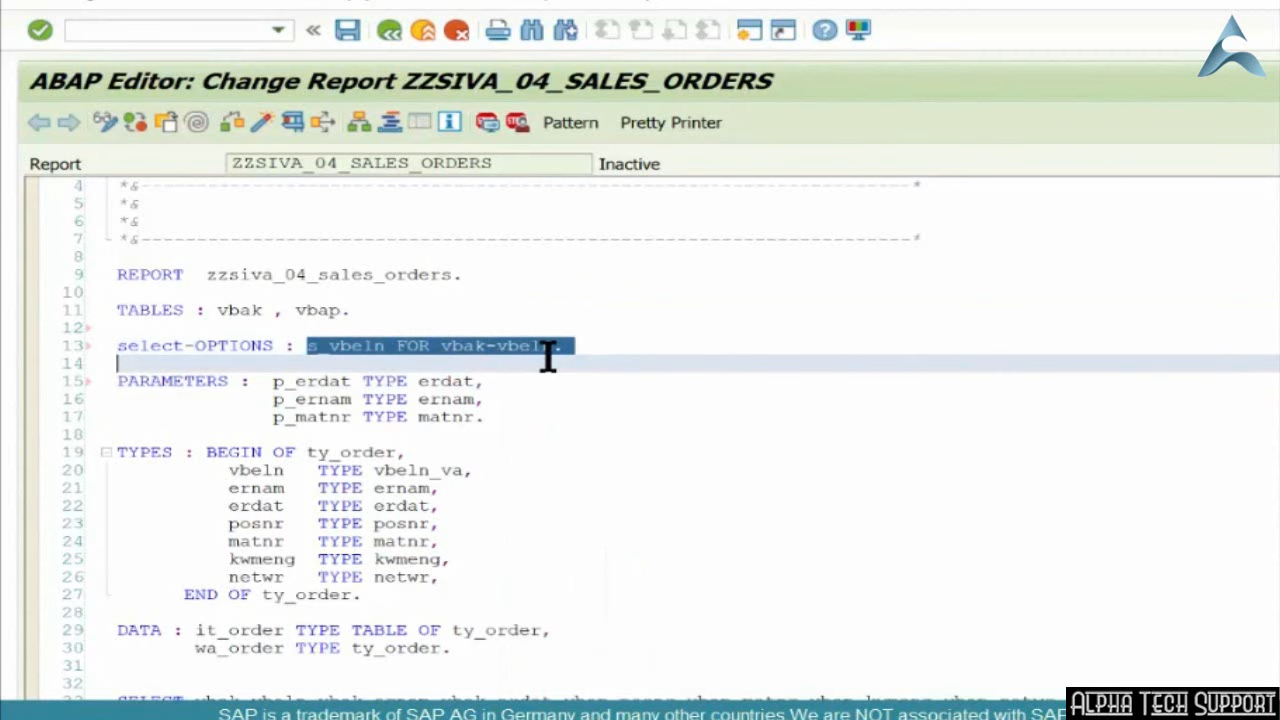 ABAP Editor: Change Report ZZSIVA_04_SALES_ORDERS
Pattern Pretty Printer
Report ZZSIVA_04_SALES_ORDERS Inactive
4 *&---------------------------------------------------------------------*
5 *&
6 *&
7 *&---------------------------------------------------------------------*
8
9 REPORT zzsiva_04_sales_orders.
10
11 TABLES : vbak , vbap.
12
13 select-OPTIONS : s_vbeln FOR vbak-vbeln.
14
15 PARAMETERS : p_erdat TYPE erdat,
16 p_ernam TYPE ernam,
17 p_matnr TYPE matnr.
18
19 TYPES : BEGIN OF ty_order,
20 vbeln TYPE vbeln_va,
21 ernam TYPE ernam,
22 erdat TYPE erdat,
23 posnr TYPE posnr,
24 matnr TYPE matnr,
25 kwmeng TYPE kwmeng,
26 netwr TYPE netwr,
27 END OF ty_order.
28
29 DATA : it_order TYPE TABLE OF ty_order,
30 wa_order TYPE ty_order.
31
32
SAP is a trademark of SAP AG in Germany and many other countries We are NOT associated with SAP
ALPHA TECH SUPPORT